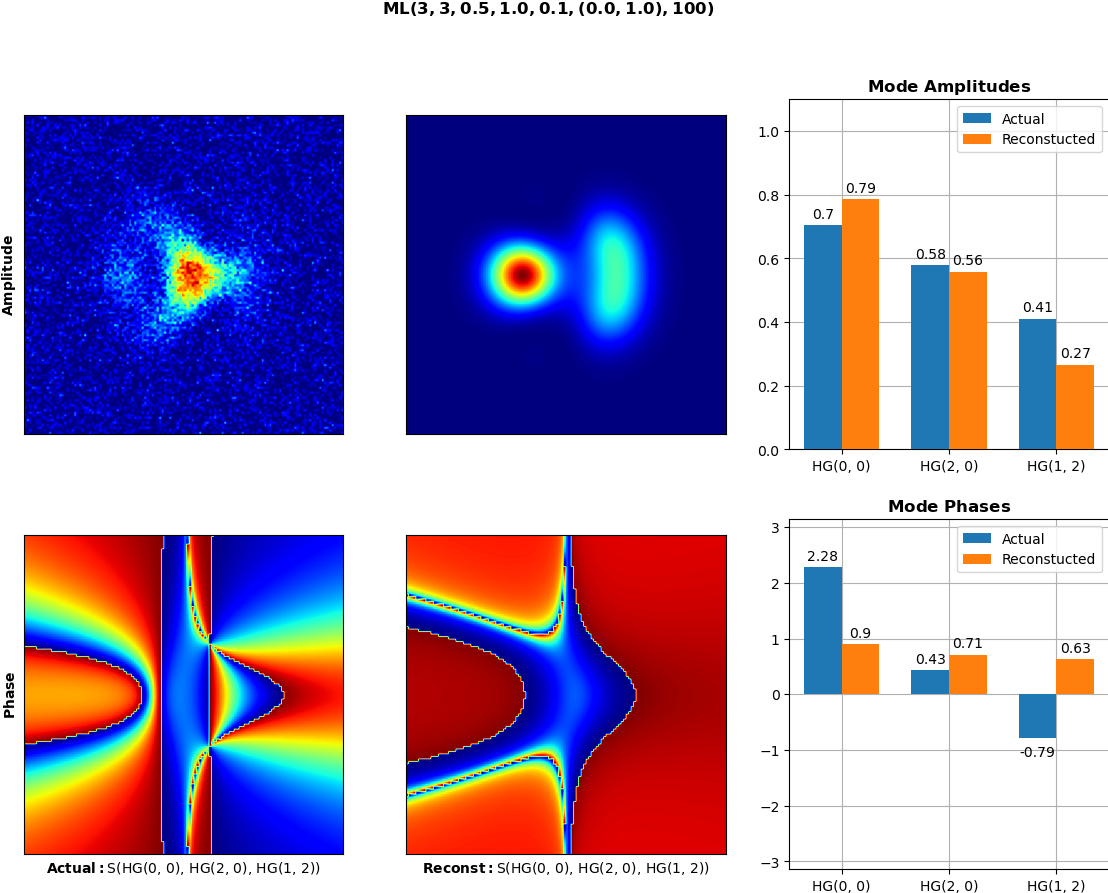 ML(3, 3, 0.5, 1.0, 0.1, (0.0, 1.0), 100)
Amplitude
Mode Amplitudes
Actual
Reconstucted
1.0
0.8
0.6
0.4
0.2
0.0
0.7
0.79
0.58
0.56
0.41
0.27
HG(0, 0)
HG(2, 0)
HG(1, 2)
Phase
Actual: S(HG(0, 0), HG(2, 0), HG(1, 2))
Reconst: S(HG(0, 0), HG(2, 0), HG(1, 2))
Mode Phases
Actual
Reconstucted
3
2
1
0
−1
−2
−3
2.28
0.9
0.43
0.71
-0.79
0.63
HG(0, 0)
HG(2, 0)
HG(1, 2)